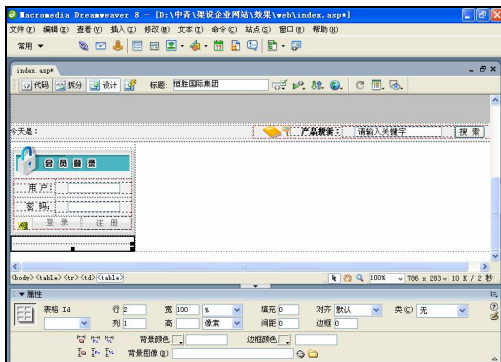 Macromedia Dreamweaver 8 - [D:\中青\架设企业网站\效果\web\index.asp*]
文件(F) 编辑(E) 查看(V) 插入(I) 修改(M) 文本(T) 命令(C) 站点(S) 窗口(W) 帮助(H)
常用
index.asp*
代码 拆分 设计 标题: 恒胜国际集团
今天是: 产品搜索: 请输入关键字 搜 索
会 员 登 录
用 户:
密 码:
登 录 注 册
<body><table><tr><td><table> 100% 786 x 283 10 K / 2 秒
属性
表格 Id 行 2 宽 100 % 填充 0 对齐 默认 类(C) 无
列 1 高 像素 间距 0 边框 0
背景颜色 边框颜色
背景图像(B)